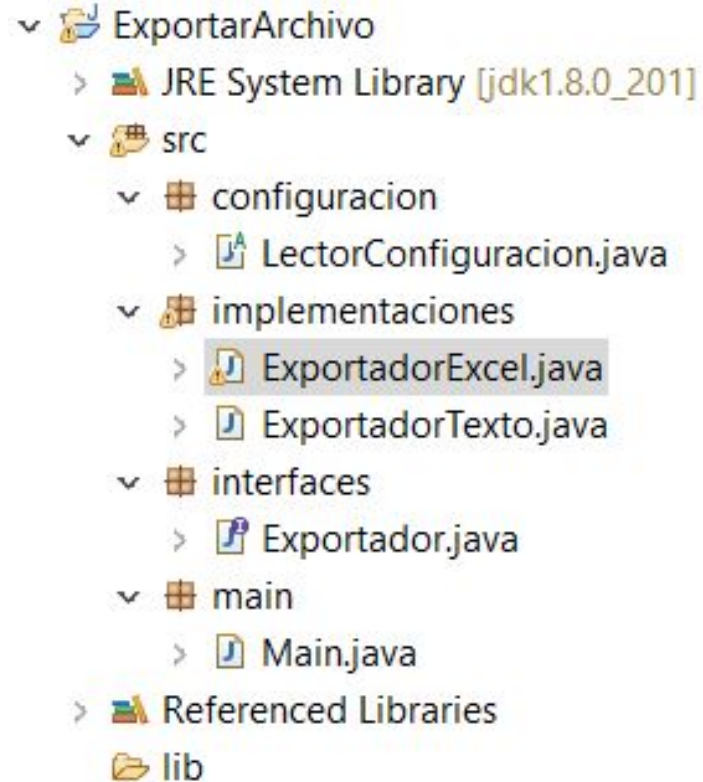 ExportarArchivo
JRE System Library [jdk1.8.0_201]
src
configuracion
LectorConfiguracion.java
implementaciones
ExportadorExcel.java
ExportadorTexto.java
interfaces
Exportador.java
main
Main.java
Referenced Libraries
lib